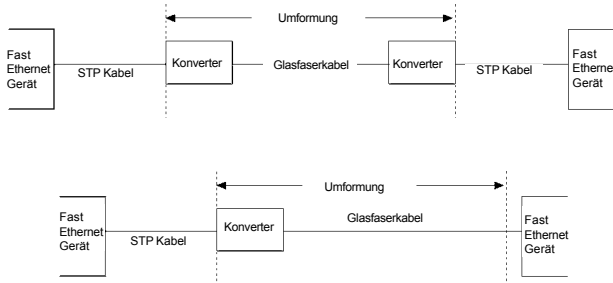 Umformung
Fast
Ethernet
Gerät
STP Kabel
Konverter
Glasfaserkabel
Konverter
STP Kabel
Fast
Etherne
Gerät
Umformung
Fast
Ethernet
Gerät
STP Kabel
Konverter
Glasfaserkabel
Fast
Ethernet
Gerät